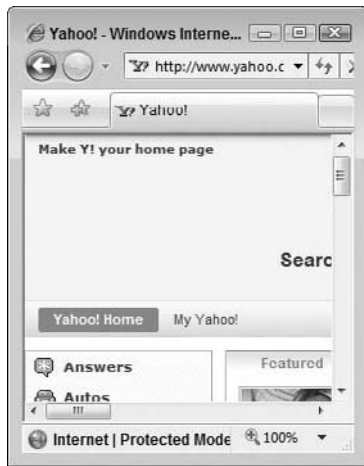 Yahoo! - Windows Interne...
http://www.yahoo.c
Yahoo!
Make Y! your home page
Searc
Yahoo! Home My Yahoo!
Answers Featured
Autos
Internet | Protected Mode 100%